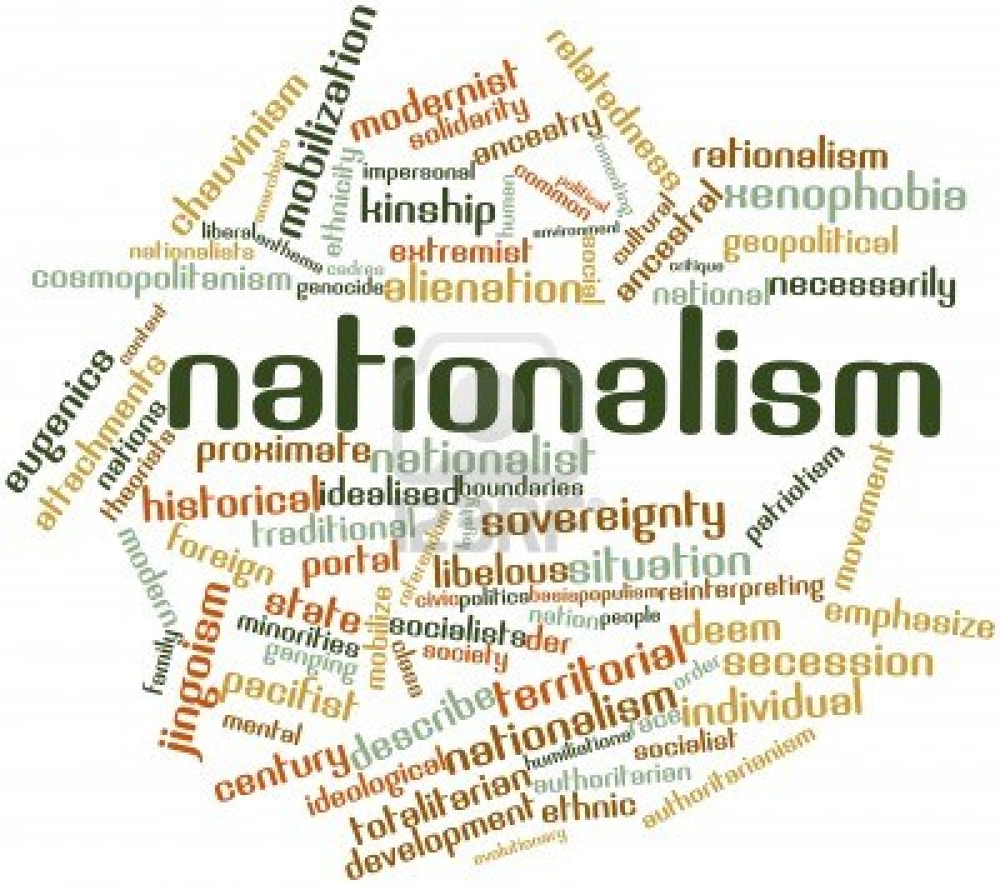 mobilization
relatedness
modernist
chauvinism
solidarity
ancestry
ethnicity
impersonal
common
political
human
rationalism
xenophobia
kinship
cultural
ancestral
liberal
anthems
environment
nationalists
extremist
social
geopolitical
cosmopolitanism
cadres
genocide
alienation
critique
national
necessarily
context
nationalism
eugenics
attachments
nations
theorists
proximate
nationalist
patriotism
movement
historical
idealised
boundaries
traditional
sovereignty
modern
foreign
portal
referendum
libelous
situation
jingoism
state
mobilize
civic
politics
basis
populism
reinterpreting
emphasize
minorities
socialists
nation
people
der
deem
family
ganging
class
society
territorial
order
secession
pacifist
describe
nationalism
race
individual
mental
humiliations
socialist
century
ideological
totalitarian
authoritarian
authoritarianism
development
ethnic
evolutionary